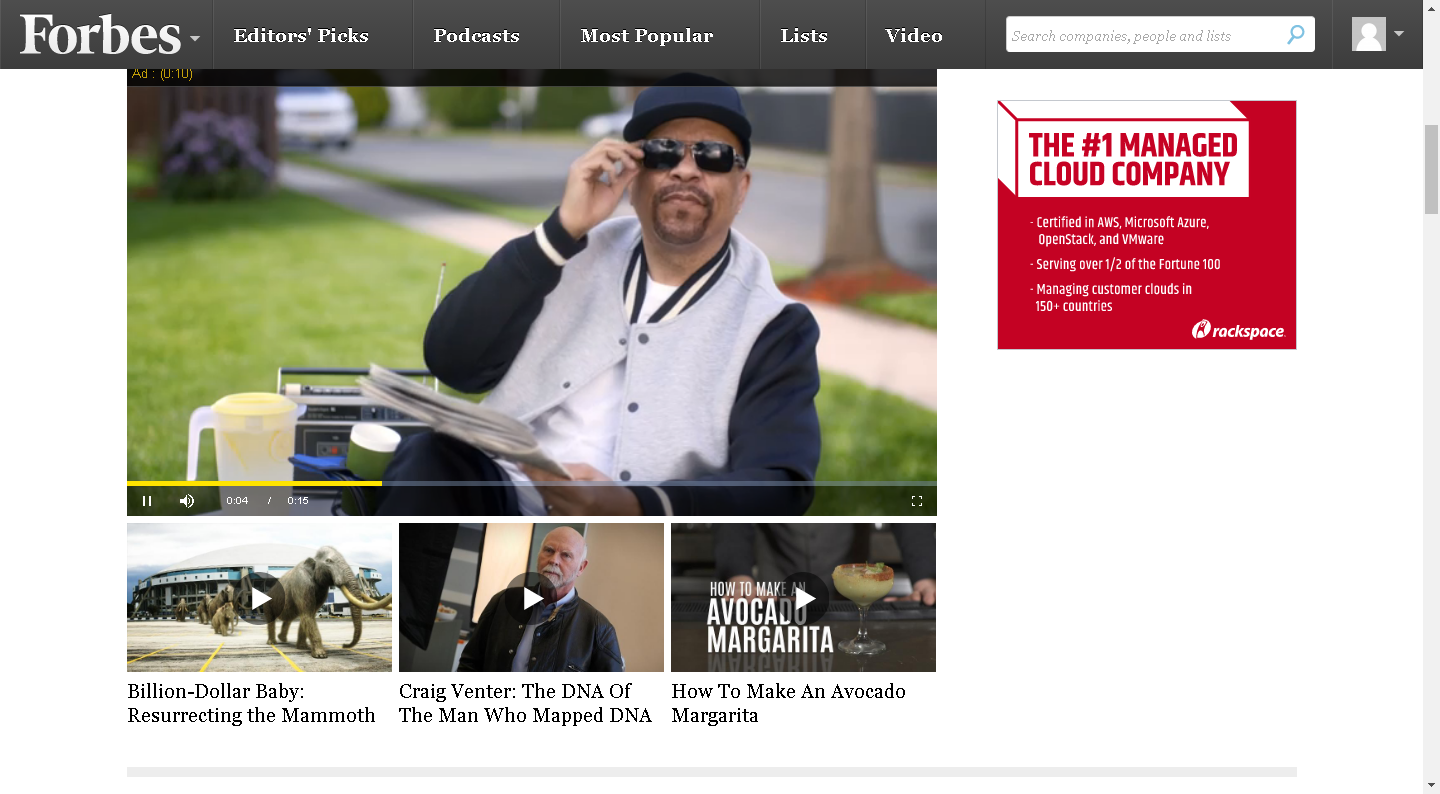 Forbes
Editors' Picks
Podcasts
Most Popular
Lists
Video
Search companies, people and lists
Ad : (0:10)
THE #1 MANAGED
CLOUD COMPANY
- Certified in AWS, Microsoft Azure,
OpenStack, and VMware
- Serving over 1/2 of the Fortune 100
- Managing customer clouds in
150+ countries
rackspace.
0:04 / 0:15
HOW TO MAKE AN
AVOCADO
MARGARITA
Billion-Dollar Baby:
Resurrecting the Mammoth
Craig Venter: The DNA Of
The Man Who Mapped DNA
How To Make An Avocado
Margarita